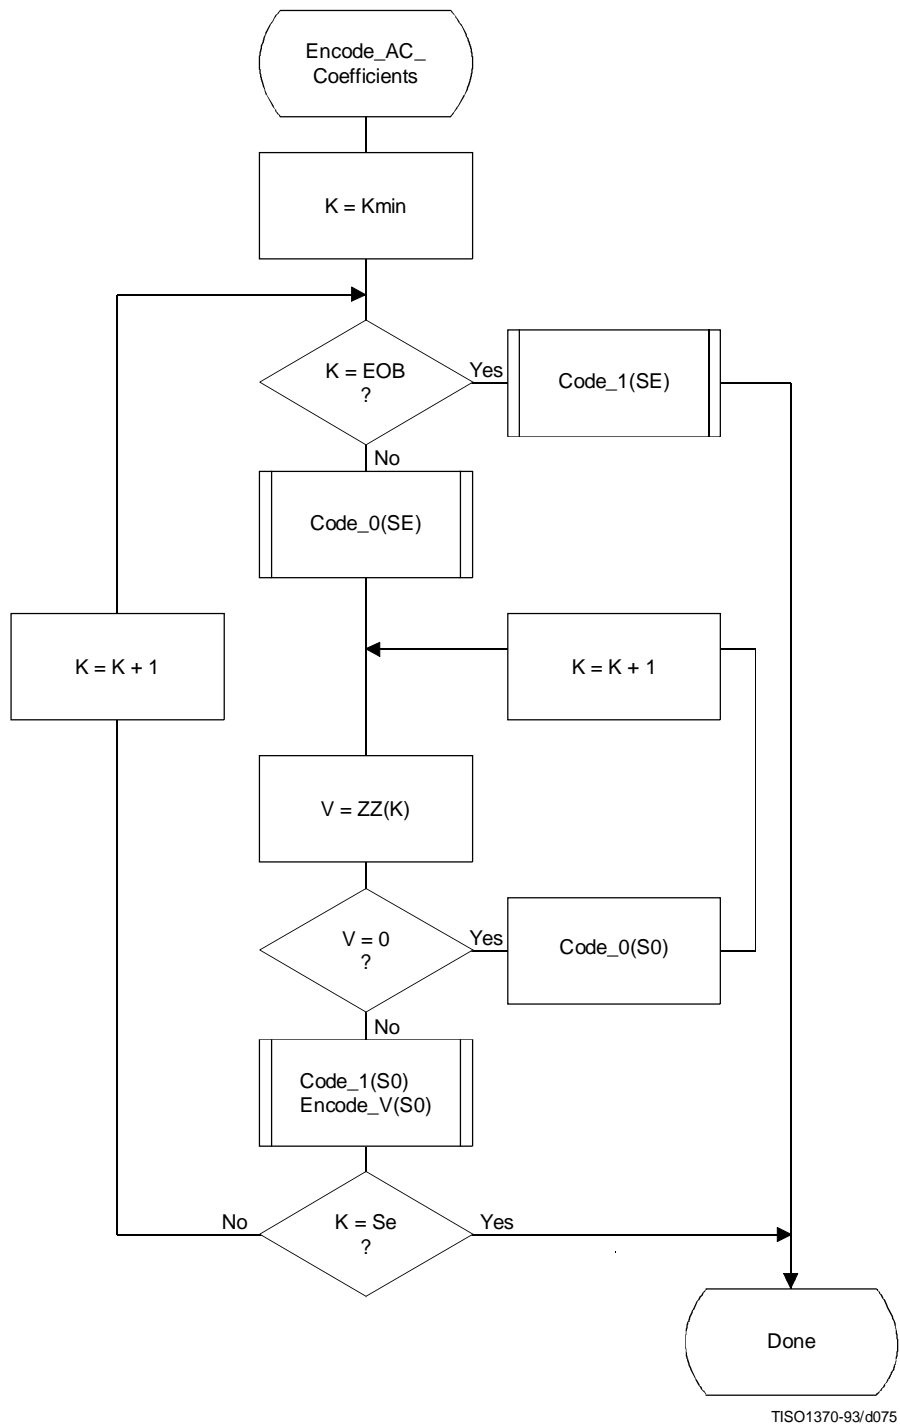 Encode_AC_
Coefficients
K = Kmin
K = EOB
?
Yes
Code_1(SE)
No
Code_0(SE)
K = K + 1
K = K + 1
V = ZZ(K)
V = 0
?
Yes
Code_0(S0)
No
Code_1(S0)
Encode_V(S0)
No
K = Se
?
Yes
Done
TISO1370-93/d075